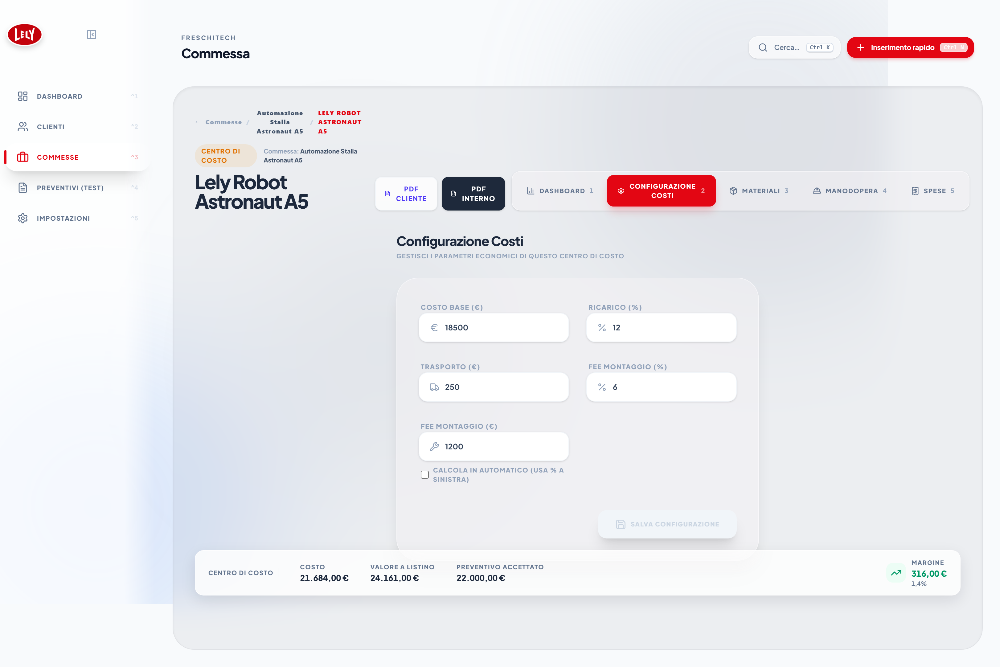 LELY
FRESCHITECH
Commessa
Cerca...
Ctrl K
Inserimento rapido
Ctrl N
DASHBOARD ^1
CLIENTI ^2
COMMESSE ^3
PREVENTIVI (TEST) ^4
IMPOSTAZIONI ^5
Commesse /
Automazione
Stalla
Astronaut A5
/
LELY ROBOT
ASTRONAUT
A5
CENTRO DI
COSTO
Commessa: Automazione Stalla
Astronaut A5
Lely Robot
Astronaut A5
PDF
CLIENTE
PDF
INTERNO
DASHBOARD 1
CONFIGURAZIONE
COSTI
2
MATERIALI 3
MANODOPERA 4
SPESE 5
Configurazione Costi
GESTISCI I PARAMETRI ECONOMICI DI QUESTO CENTRO DI COSTO
COSTO BASE (€)
€ 18500
RICARICO (%)
% 12
TRASPORTO (€)
250
FEE MONTAGGIO (%)
% 6
FEE MONTAGGIO (€)
1200
CALCOLA IN AUTOMATICO (USA % A
SINISTRA)
SALVA CONFIGURAZIONE
CENTRO DI COSTO
COSTO
21.684,00 €
VALORE A LISTINO
24.161,00 €
PREVENTIVO ACCETTATO
22.000,00 €
MARGINE
316,00 €
1,4%